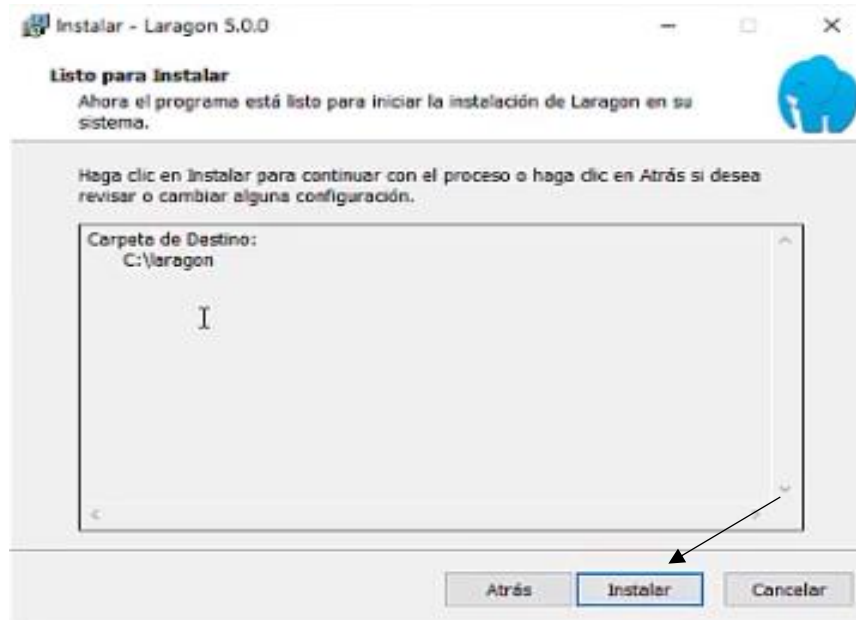 Instalar - Laragon 5.0.0
Listo para Instalar
Ahora el programa está listo para iniciar la instalación de Laragon en su
sistema.
Haga clic en Instalar para continuar con el proceso o haga clic en Atrás si desea
revisar o cambiar alguna configuración.
Carpeta de Destino:
C:\laragon
Atrás
Instalar
Cancelar